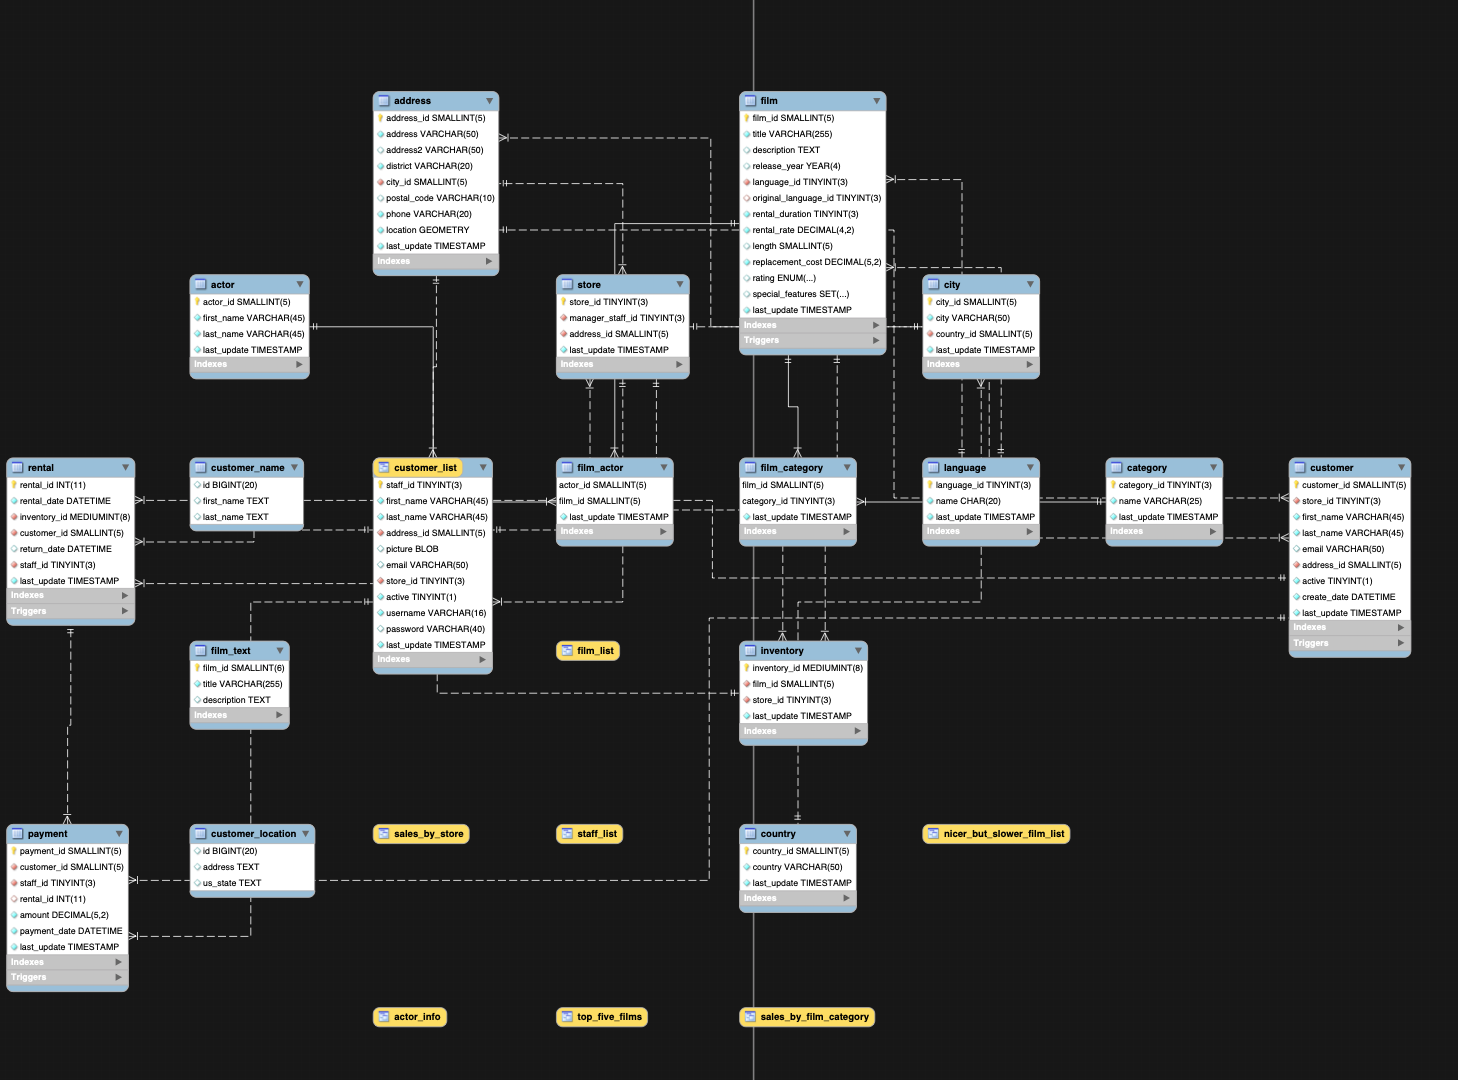 address
address_id SMALLINT(5)
address VARCHAR(50)
address2 VARCHAR(50)
district VARCHAR(20)
city_id SMALLINT(5)
postal_code VARCHAR(10)
phone VARCHAR(20)
location GEOMETRY
last_update TIMESTAMP
Indexes
film
film_id SMALLINT(5)
title VARCHAR(255)
description TEXT
release_year YEAR(4)
language_id TINYINT(3)
original_language_id TINYINT(3)
rental_duration TINYINT(3)
rental_rate DECIMAL(4,2)
length SMALLINT(5)
replacement_cost DECIMAL(5,2)
rating ENUM(...)
special_features SET(...)
last_update TIMESTAMP
Indexes
Triggers
actor
actor_id SMALLINT(5)
first_name VARCHAR(45)
last_name VARCHAR(45)
last_update TIMESTAMP
Indexes
store
store_id TINYINT(3)
manager_staff_id TINYINT(3)
address_id SMALLINT(5)
last_update TIMESTAMP
Indexes
city
city_id SMALLINT(5)
city VARCHAR(50)
country_id SMALLINT(5)
last_update TIMESTAMP
Indexes
rental
rental_id INT(11)
rental_date DATETIME
inventory_id MEDIUMINT(8)
customer_id SMALLINT(5)
return_date DATETIME
staff_id TINYINT(3)
last_update TIMESTAMP
Indexes
Triggers
customer_name
id BIGINT(20)
first_name TEXT
last_name TEXT
customer_list
staff_id TINYINT(3)
first_name VARCHAR(45)
last_name VARCHAR(45)
address_id SMALLINT(5)
picture BLOB
email VARCHAR(50)
store_id TINYINT(3)
active TINYINT(1)
username VARCHAR(16)
password VARCHAR(40)
last_update TIMESTAMP
Indexes
film_actor
actor_id SMALLINT(5)
film_id SMALLINT(5)
last_update TIMESTAMP
Indexes
film_category
film_id SMALLINT(5)
category_id TINYINT(3)
last_update TIMESTAMP
Indexes
language
language_id TINYINT(3)
name CHAR(20)
last_update TIMESTAMP
Indexes
category
category_id TINYINT(3)
name VARCHAR(25)
last_update TIMESTAMP
Indexes
customer
customer_id SMALLINT(5)
store_id TINYINT(3)
first_name VARCHAR(45)
last_name VARCHAR(45)
email VARCHAR(50)
address_id SMALLINT(5)
active TINYINT(1)
create_date DATETIME
last_update TIMESTAMP
Indexes
Triggers
film_text
film_id SMALLINT(6)
title VARCHAR(255)
description TEXT
Indexes
film_list
inventory
inventory_id MEDIUMINT(8)
film_id SMALLINT(5)
store_id TINYINT(3)
last_update TIMESTAMP
Indexes
payment
payment_id SMALLINT(5)
customer_id SMALLINT(5)
staff_id TINYINT(3)
rental_id INT(11)
amount DECIMAL(5,2)
payment_date DATETIME
last_update TIMESTAMP
Indexes
Triggers
customer_location
id BIGINT(20)
address TEXT
us_state TEXT
sales_by_store
staff_list
country
country_id SMALLINT(5)
country VARCHAR(50)
last_update TIMESTAMP
Indexes
nicer_but_slower_film_list
actor_info
top_five_films
sales_by_film_category